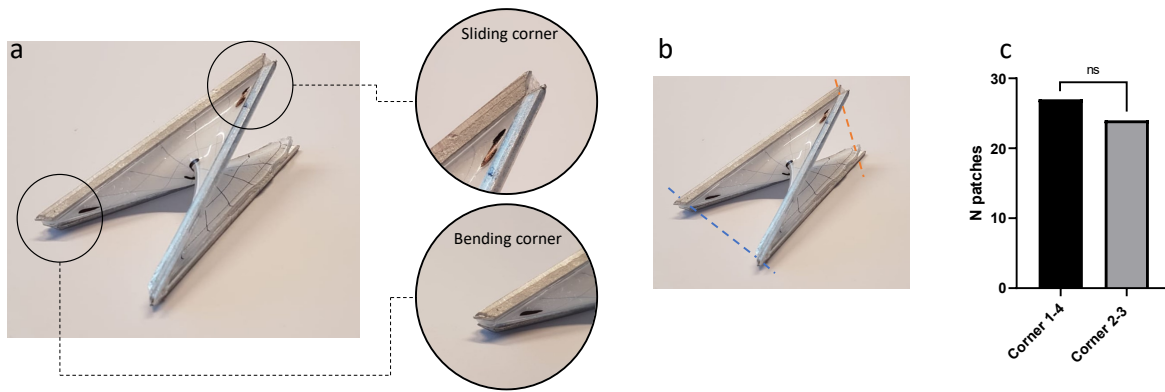 a
Sliding corner
Bending corner
b
c
ns
30
20
10
0
N patches
Corner 1-4
Corner 2-3